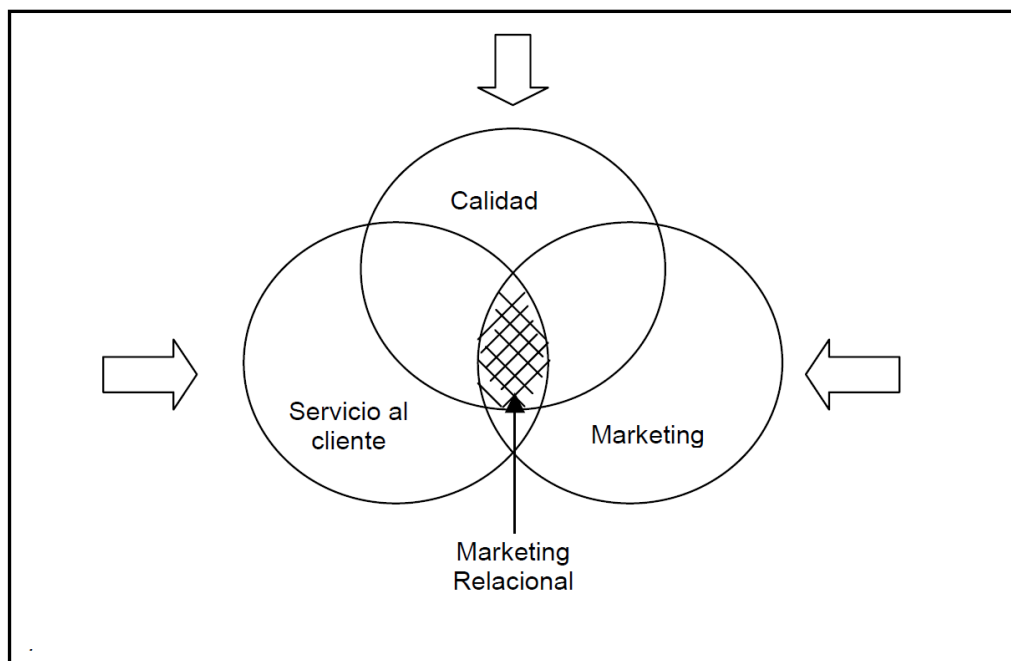 Calidad
Servicio al
cliente
Marketing
Marketing
Relacional
.